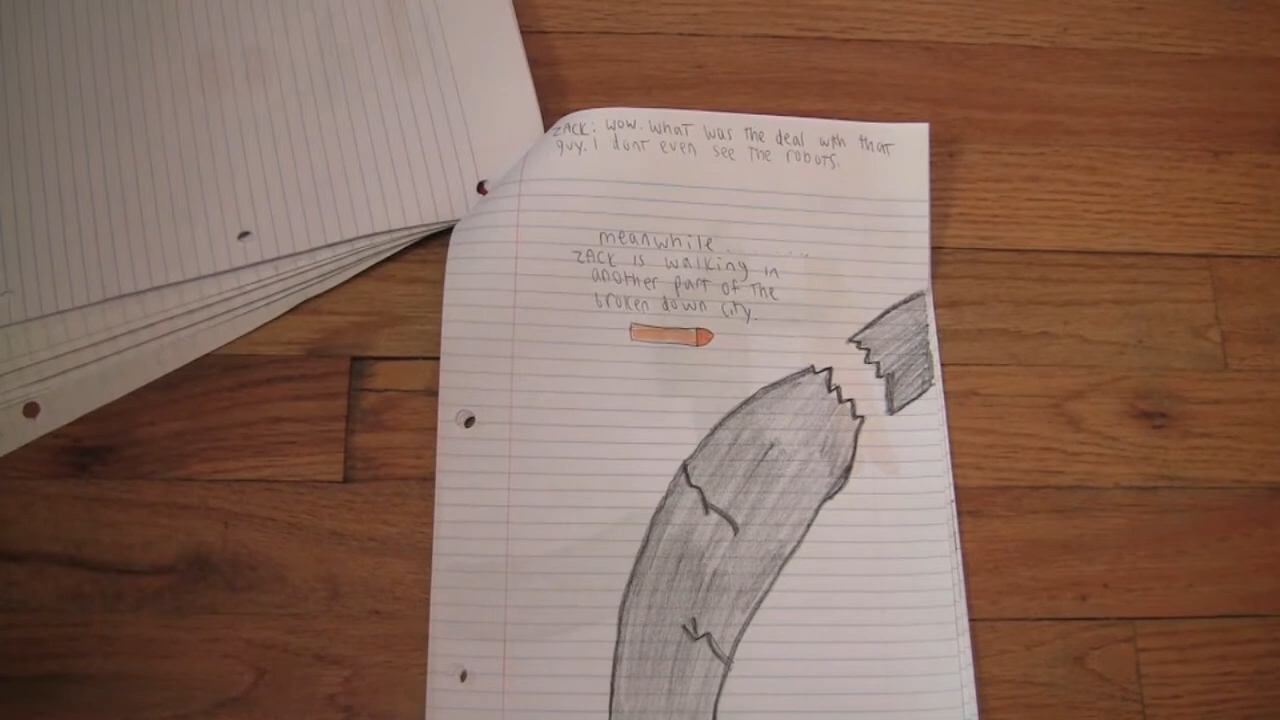 ZACK: wow. what was the deal with that
guy. i dont even see the robots.
meanwhile.........
ZACK is walking in
another part of the
broken down city.